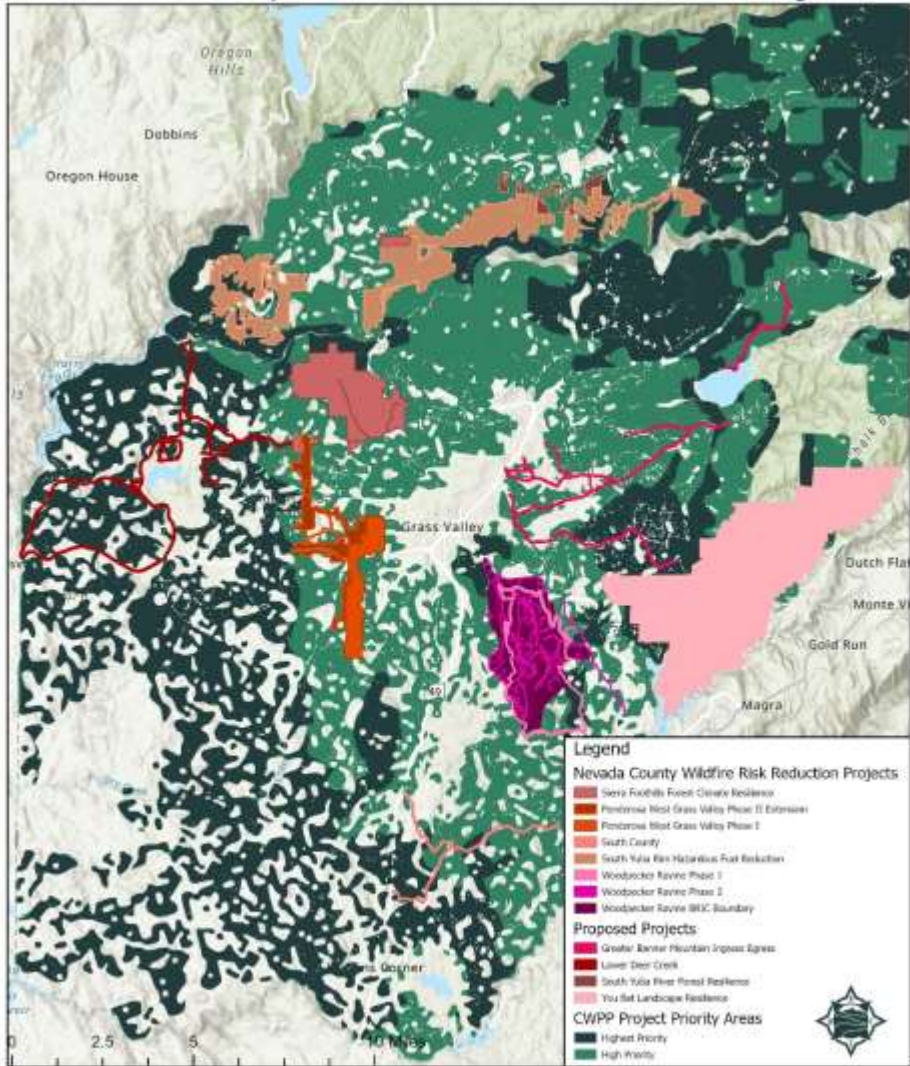 Oregon
Hills
Dobbins
Oregon House
Grass Valley
Dutch Flat
Monte Vi
Gold Run
Magra
49
0 2.5 5 10 Miles
Legend
Nevada County Wildfire Risk Reduction Projects
Sierra Foothills Forest Climate Resilience
Ponderosa West Grass Valley Phase II Extension
Ponderosa West Grass Valley Phase I
South County
South Yuba Rim Hazardous Fuel Reduction
Woodpecker Ravine Phase 1
Woodpecker Ravine Phase 2
Woodpecker Ravine BRIC Boundary
Proposed Projects
Greater Banner Mountain Ingress Egress
Lower Deer Creek
South Yuba River Forest Resilience
You Bet Landscape Resilience
CWPP Project Priority Areas
Highest Priority
High Priority